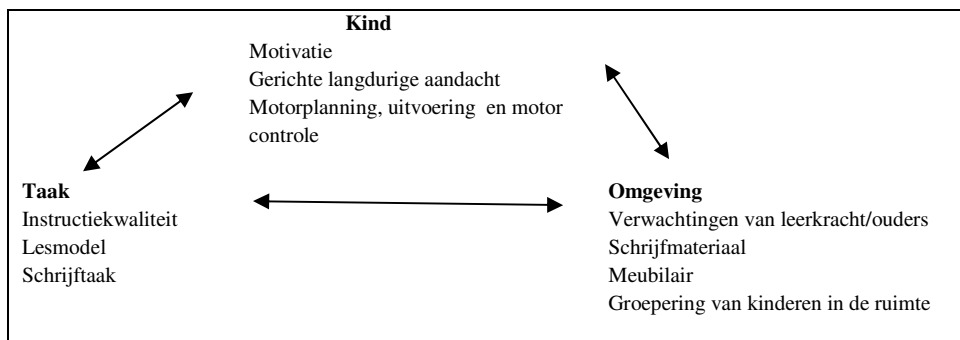 Kind
Motivatie
Gerichte langdurige aandacht
Motorplanning, uitvoering en motor
controle
Taak
Instructiekwaliteit
Lesmodel
Schrijftaak
Omgeving
Verwachtingen van leerkracht/ouders
Schrijfmateriaal
Meubilair
Groepering van kinderen in de ruimte